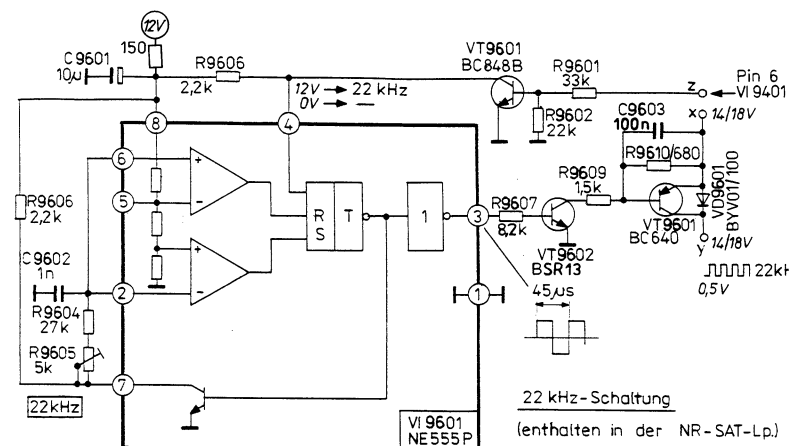 12V
150
C9601
10µ
R9606
2,2k
12V → 22 kHz
0V → —
VT9601
BC848B
R9601
33k
Z
Pin 6
VI 9401
x
14/18V
R9602
22k
C9603
100n
R9610/680
R9609
1,5k
VD9601
BYV01/100
VT9601
BC640
y
14/18V
22kH
0,5V
8
4
6
5
2
7
3
1
+
−
+
−
R
S
T
1
R9606
2,2k
C9602
1n
R9604
27k
R9605
5k
22kHz
R9607
8,2k
VT9602
BSR13
45µs
VI 9601
NE555P
22 kHz-Schaltung
(enthalten in der NR-SAT-Lp.)